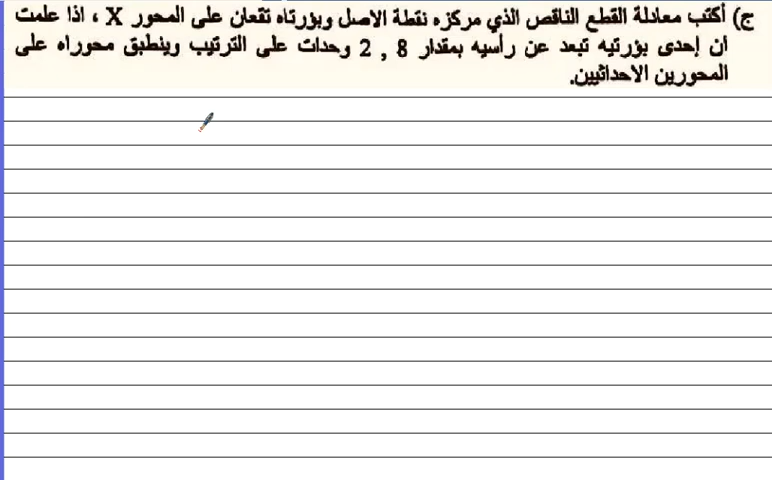 ج) أكتب معادلة القطع الناقص الذي مركزه نقطة الاصل وبؤرتاه تقعان على المحور X ، اذا علمت
ان إحدى بؤرتيه تبعد عن رأسيه بمقدار 8 , 2 وحدات على الترتيب وينطبق محوراه على
المحورين الاحداثيين.